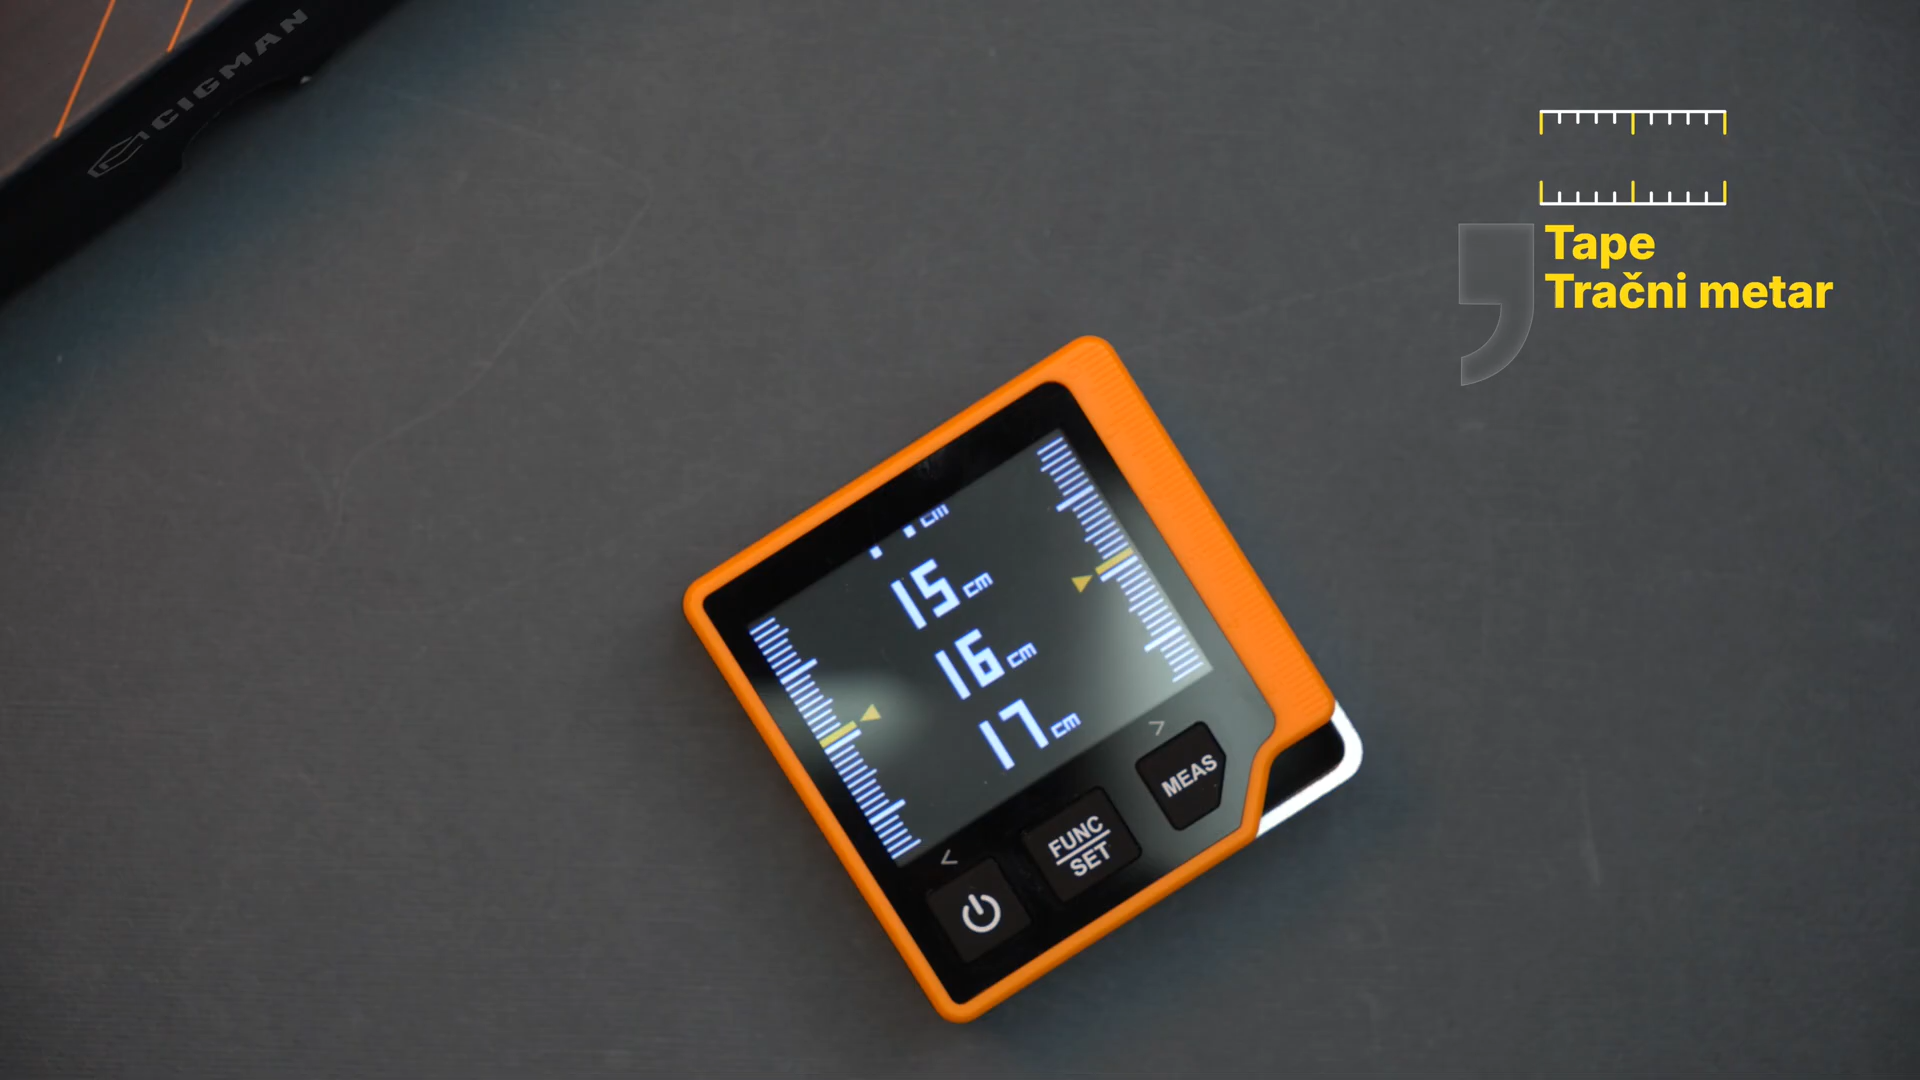 CIGMAN
Tape
Tračni metar
15 cm
16 cm
17 cm
< >
MEAS
FUNC
SET